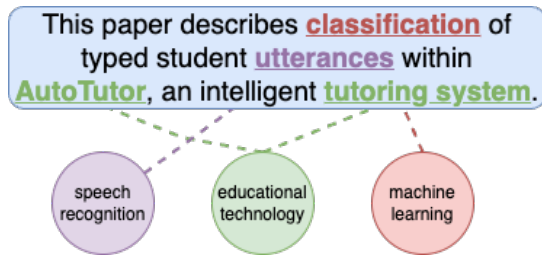 This paper describes classification of
typed student utterances within
AutoTutor, an intelligent tutoring system.
speech
recognition
educational
technology
machine
learning